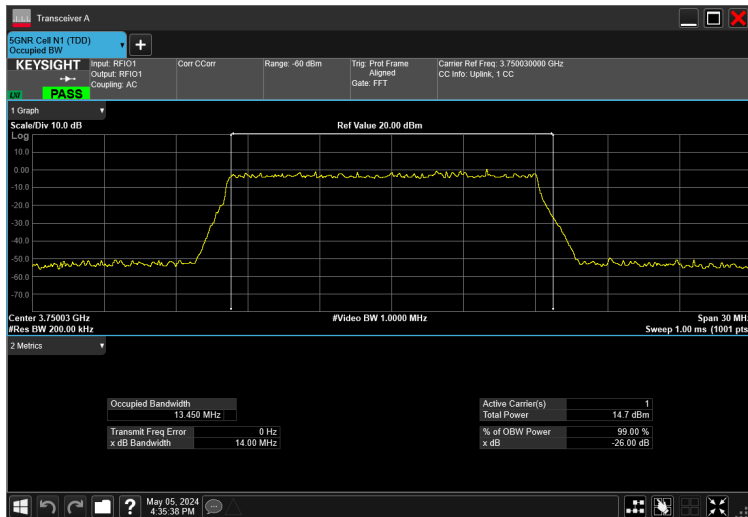 Transceiver A
5GNR Cell N1 (TDD)
Occupied BW
KEYSIGHT
LXI
PASS
Input: RFIO1
Output: RFIO1
Coupling: AC
Corr CCorr
Range: -60 dBm
Trig: Prot Frame
Aligned
Gate: FFT
Carrier Ref Freq: 3.750030000 GHz
CC Info: Uplink, 1 CC
1 Graph
Scale/Div 10.0 dB
Ref Value 20.00 dBm
Log
10.0
0.00
-10.0
-20.0
-30.0
-40.0
-50.0
-60.0
-70.0
Center 3.75003 GHz
#Video BW 1.0000 MHz
Span 30 MHz
#Res BW 200.00 kHz
Sweep 1.00 ms (1001 pts
2 Metrics
Occupied Bandwidth
13.450 MHz
Transmit Freq Error 0 Hz
x dB Bandwidth 14.00 MHz
Active Carrier(s) 1
Total Power 14.7 dBm
% of OBW Power 99.00 %
x dB -26.00 dB
May 05, 2024
4:35:38 PM